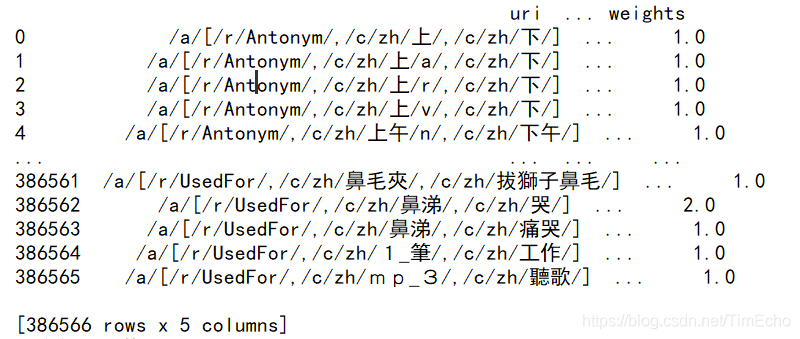 uri ... weights
0 /a/[/r/Antonym/,/c/zh/上/,/c/zh/下/] ... 1.0
1 /a/[/r/Antonym/,/c/zh/上/a/,/c/zh/下/] ... 1.0
2 /a/[/r/Antonym/,/c/zh/上/r/,/c/zh/下/] ... 1.0
3 /a/[/r/Antonym/,/c/zh/上/v/,/c/zh/下/] ... 1.0
4 /a/[/r/Antonym/,/c/zh/上午/n/,/c/zh/下午/] ... 1.0
... ... ... ...
386561 /a/[/r/UsedFor/,/c/zh/鼻毛夾/,/c/zh/拔獅子鼻毛/] ... 1.0
386562 /a/[/r/UsedFor/,/c/zh/鼻涕/,/c/zh/哭/] ... 2.0
386563 /a/[/r/UsedFor/,/c/zh/鼻涕/,/c/zh/痛哭/] ... 1.0
386564 /a/[/r/UsedFor/,/c/zh/１_筆/,/c/zh/工作/] ... 1.0
386565 /a/[/r/UsedFor/,/c/zh/ｍｐ_３/,/c/zh/聽歌/] ... 1.0
[386566 rows x 5 columns]
https://blog.csdn.net/TimEcho